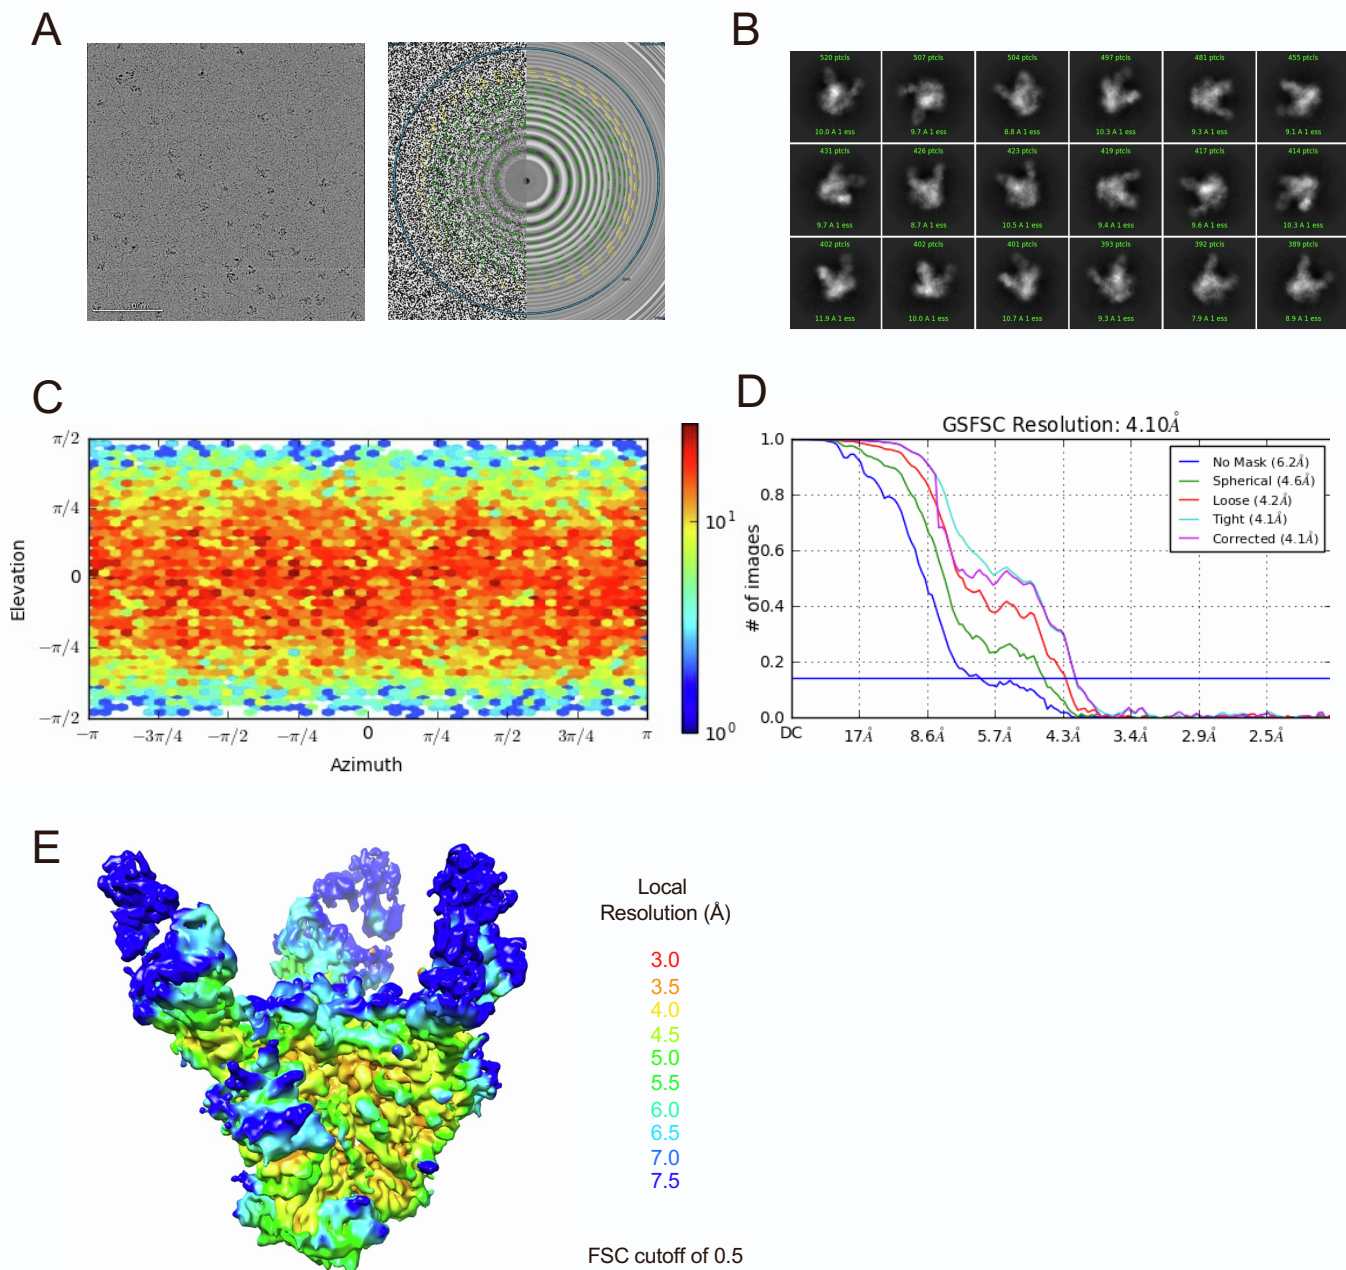 A
B
520 ptcls 507 ptcls 504 ptcls 497 ptcls 481 ptcls 455 ptcls
10.0 A 1 ess 9.7 A 1 ess 8.8 A 1 ess 10.3 A 1 ess 9.3 A 1 ess 9.1 A 1 ess
431 ptcls 426 ptcls 423 ptcls 419 ptcls 417 ptcls 414 ptcls
9.7 A 1 ess 8.7 A 1 ess 10.5 A 1 ess 9.4 A 1 ess 9.6 A 1 ess 10.3 A 1 ess
402 ptcls 402 ptcls 401 ptcls 393 ptcls 392 ptcls 389 ptcls
11.9 A 1 ess 10.0 A 1 ess 10.7 A 1 ess 9.3 A 1 ess 7.9 A 1 ess 8.9 A 1 ess
C
Elevation
π/2
π/4
0
−π/4
−π/2
−π −3π/4 −π/2 −π/4 0 π/4 π/2 3π/4 π
Azimuth
10¹
10⁰
D
GSFSC Resolution: 4.10Å
# of images
1.0
0.8
0.6
0.4
0.2
0.0
No Mask (6.2Å)
Spherical (4.6Å)
Loose (4.2Å)
Tight (4.1Å)
Corrected (4.1Å)
DC 17Å 8.6Å 5.7Å 4.3Å 3.4Å 2.9Å 2.5Å
E
Local
Resolution (Å)
3.0
3.5
4.0
4.5
5.0
5.5
6.0
6.5
7.0
7.5
FSC cutoff of 0.5